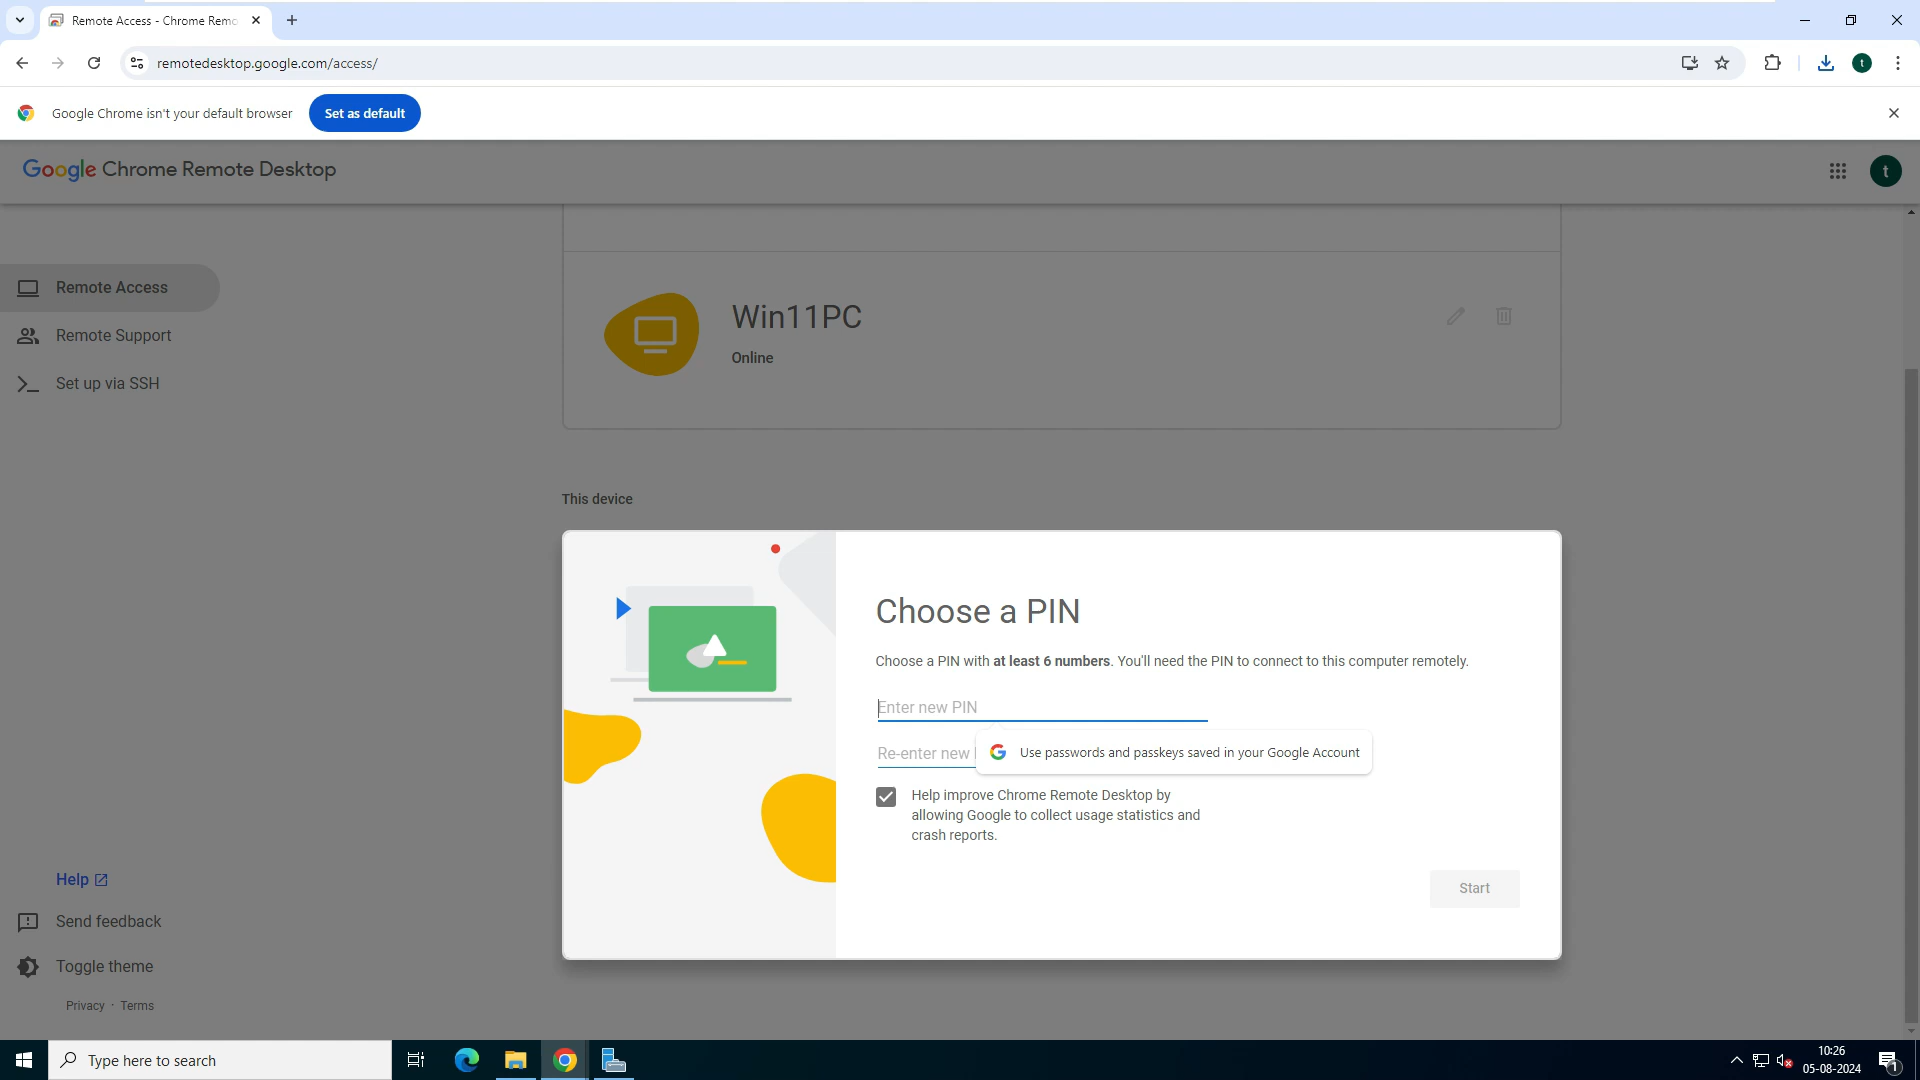 Remote Access - Chrome Remo
remotedesktop.google.com/access/
t
Google Chrome isn't your default browser
Set as default
Google Chrome Remote Desktop
t
Remote Access
Remote Support
Set up via SSH
Win11PC
Online
This device
Choose a PIN
Choose a PIN with at least 6 numbers. You'll need the PIN to connect to this computer remotely.
Enter new PIN
Re-enter new
Use passwords and passkeys saved in your Google Account
Help improve Chrome Remote Desktop by
allowing Google to collect usage statistics and
crash reports.
Start
Help
Send feedback
Toggle theme
Privacy · Terms
Type here to search
10:26
05-08-2024
1